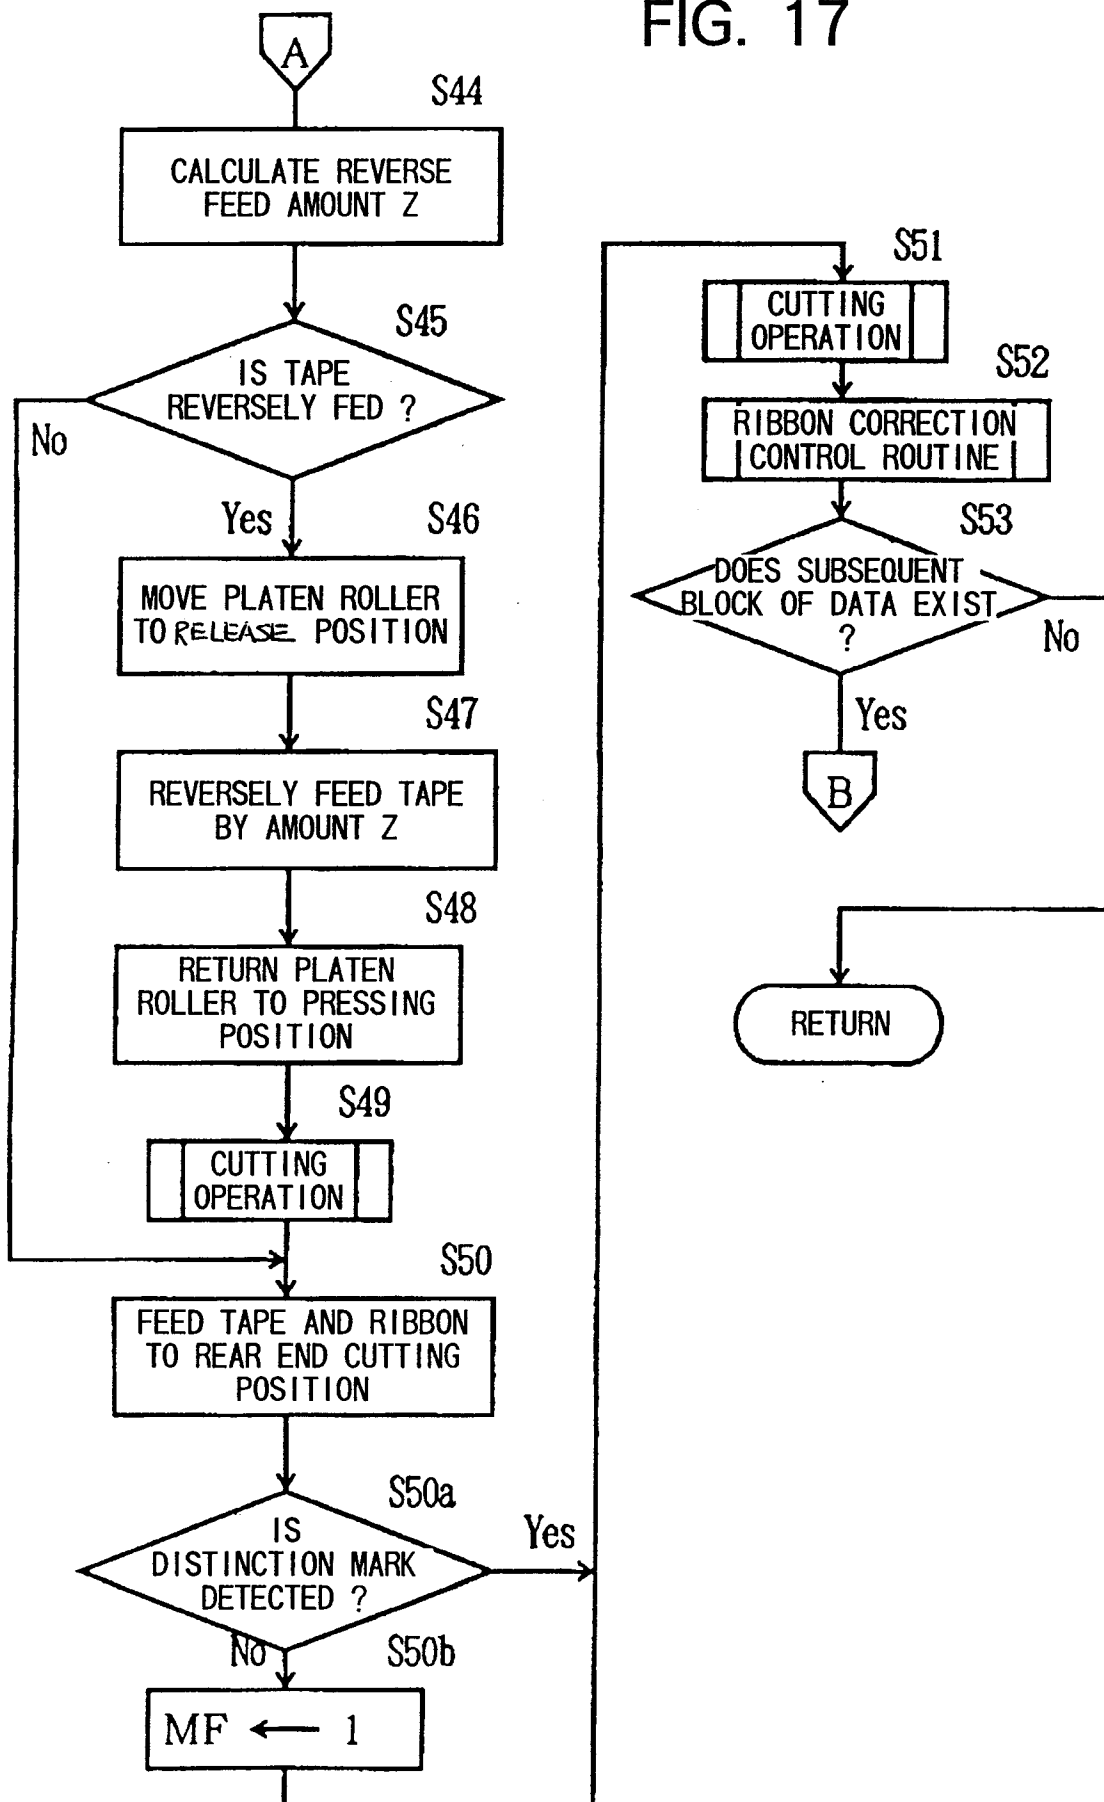 FIG. 17
A
S44
CALCULATE REVERSE
FEED AMOUNT Z
S45
IS TAPE
REVERSELY FED ?
No
Yes
S46
MOVE PLATEN ROLLER
TO RELEASE POSITION
S47
REVERSELY FEED TAPE
BY AMOUNT Z
S48
RETURN PLATEN
ROLLER TO PRESSING
POSITION
S49
CUTTING
OPERATION
S50
FEED TAPE AND RIBBON
TO REAR END CUTTING
POSITION
S50a
IS
DISTINCTION MARK
DETECTED ?
Yes
No
S50b
MF ← 1
S51
CUTTING
OPERATION
S52
RIBBON CORRECTION
CONTROL ROUTINE
S53
DOES SUBSEQUENT
BLOCK OF DATA EXIST
?
No
Yes
B
RETURN